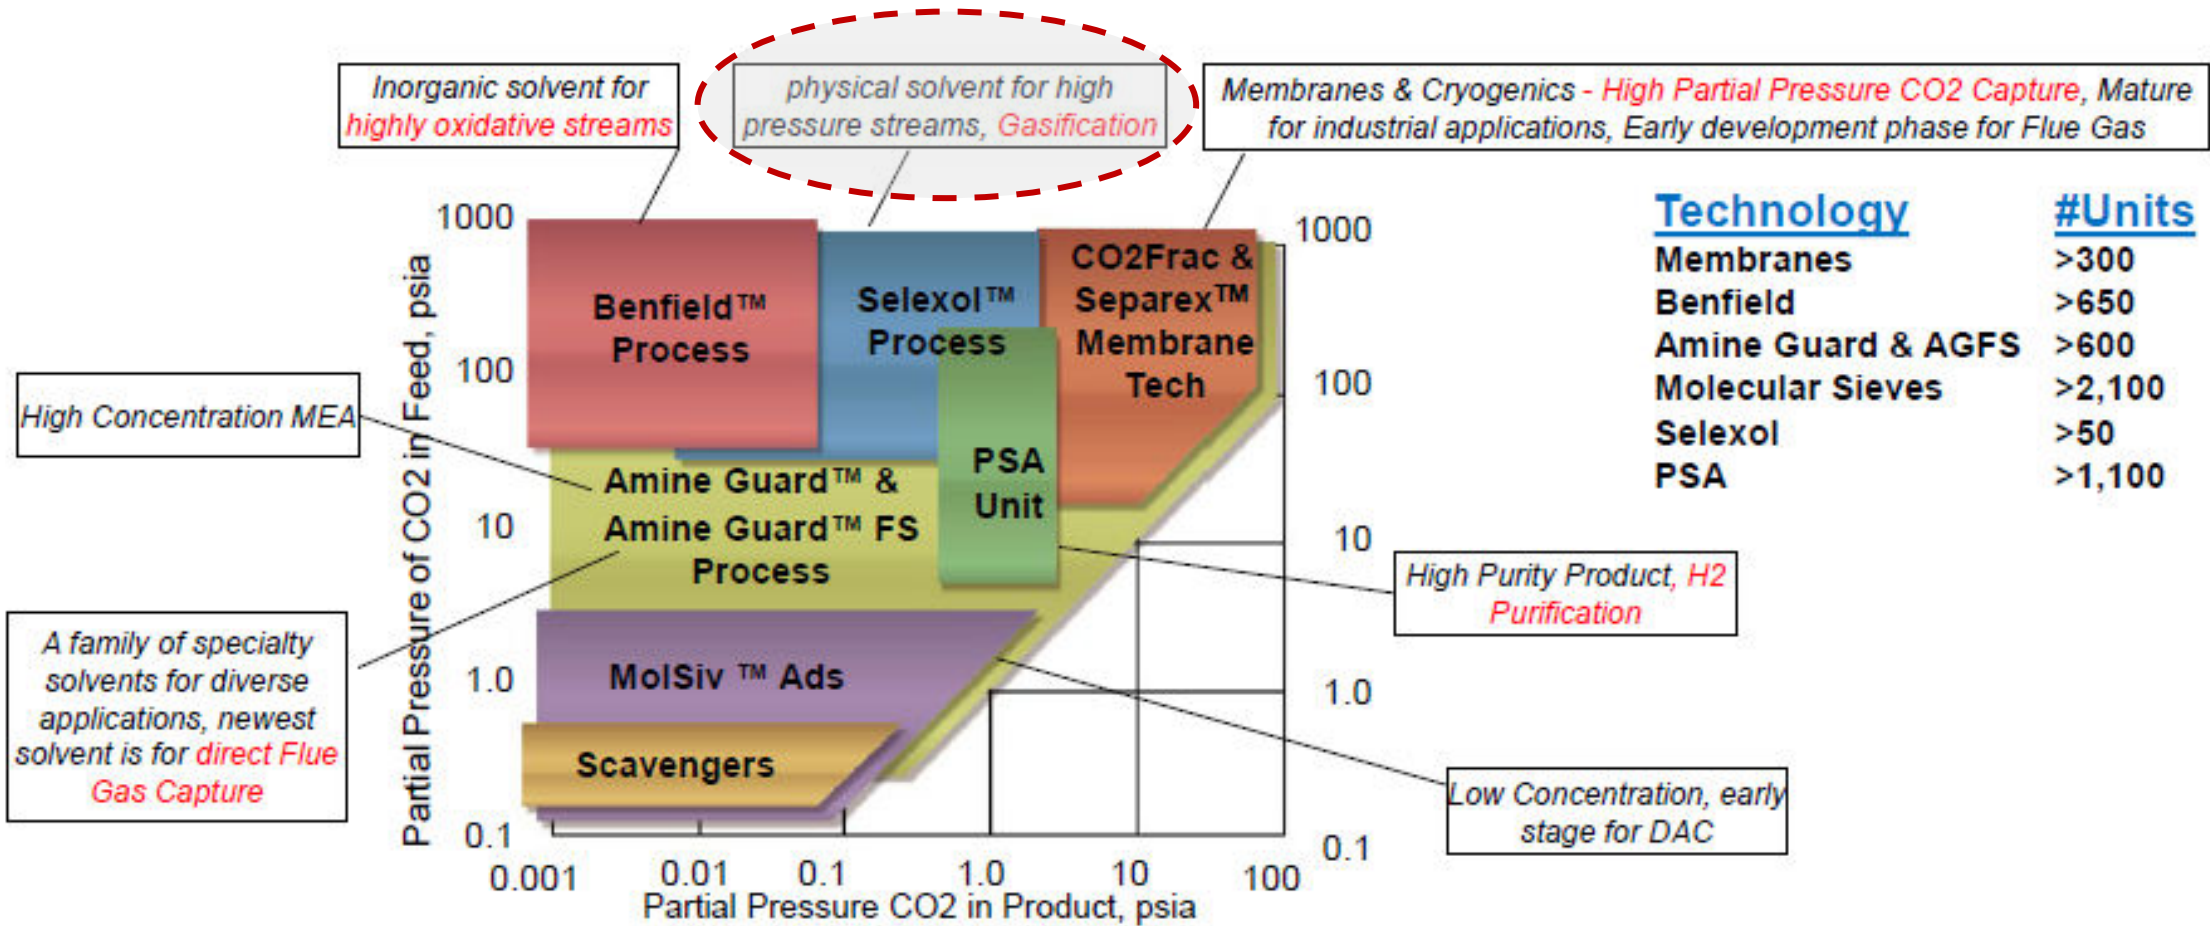 Inorganic solvent for
highly oxidative streams
physical solvent for high
pressure streams, Gasification
Membranes & Cryogenics - High Partial Pressure CO2 Capture, Mature
for industrial applications, Early development phase for Flue Gas
Technology #Units
Membranes >300
Benfield >650
Amine Guard & AGFS >600
Molecular Sieves >2,100
Selexol >50
PSA >1,100
Partial Pressure of CO2 in Feed, psia
1000
100
10
1.0
0.1
Benfield™
Process
Selexol™
Process
CO2Frac &
Separex™
Membrane
Tech
PSA
Unit
Amine Guard™ &
Amine Guard™ FS
Process
MolSiv ™ Ads
Scavengers
1000
100
10
1.0
0.1
High Concentration MEA
A family of specialty
solvents for diverse
applications, newest
solvent is for direct Flue
Gas Capture
High Purity Product, H2
Purification
Low Concentration, early
stage for DAC
0.001 0.01 0.1 1.0 10 100
Partial Pressure CO2 in Product, psia